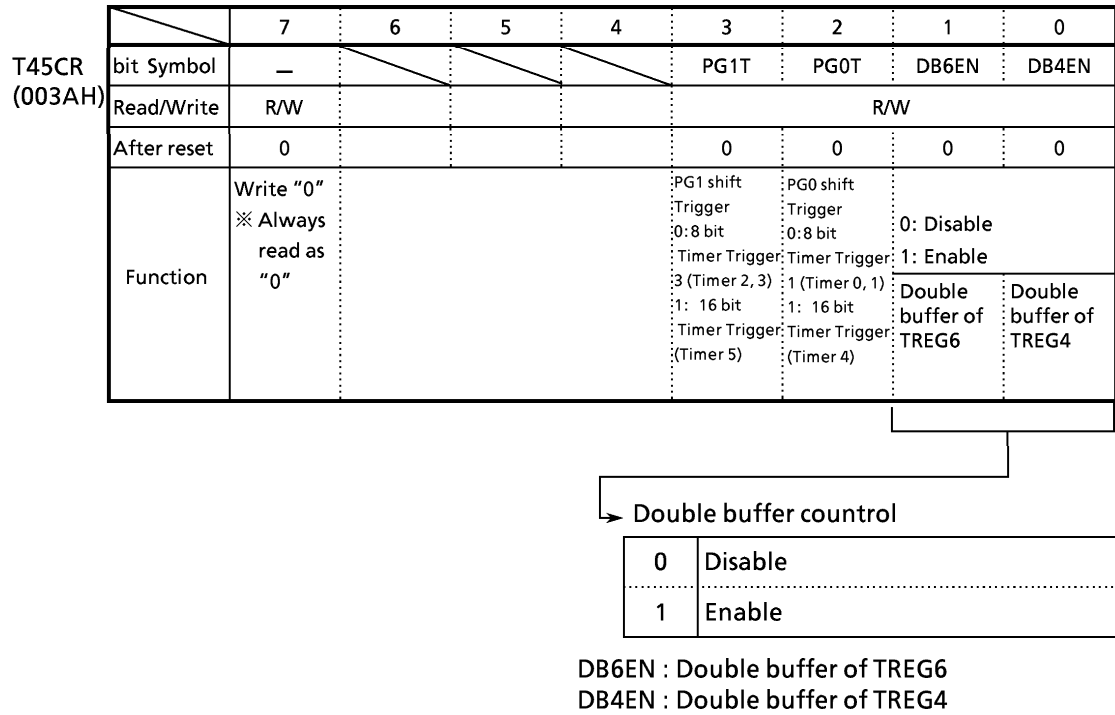 7 6 5 4 3 2 1 0
T45CR
(003AH)
bit Symbol — PG1T PG0T DB6EN DB4EN
Read/Write R/W R/W
After reset 0 0 0 0 0
Function
Write "0"
※ Always
read as
"0"
PG1 shift
Trigger
0:8 bit
Timer Trigger
3 (Timer 2, 3)
1: 16 bit
Timer Trigger
(Timer 5)
PG0 shift
Trigger
0:8 bit
Timer Trigger
1 (Timer 0, 1)
1: 16 bit
Timer Trigger
(Timer 4)
0: Disable
1: Enable
Double
buffer of
TREG6
Double
buffer of
TREG4
Double buffer countrol
0 Disable
1 Enable
DB6EN : Double buffer of TREG6
DB4EN : Double buffer of TREG4